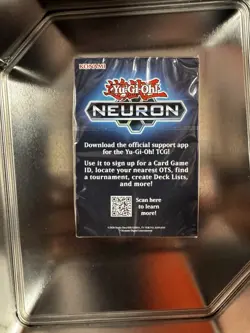 KONAMI
Yu-Gi-Oh!
NEURON
Download the official support app
for the Yu-Gi-Oh! TCG!
Use it to sign up for a Card Game
ID, locate your nearest OTS, find
a tournament, create Deck Lists,
and more!
Scan here
to learn
more!